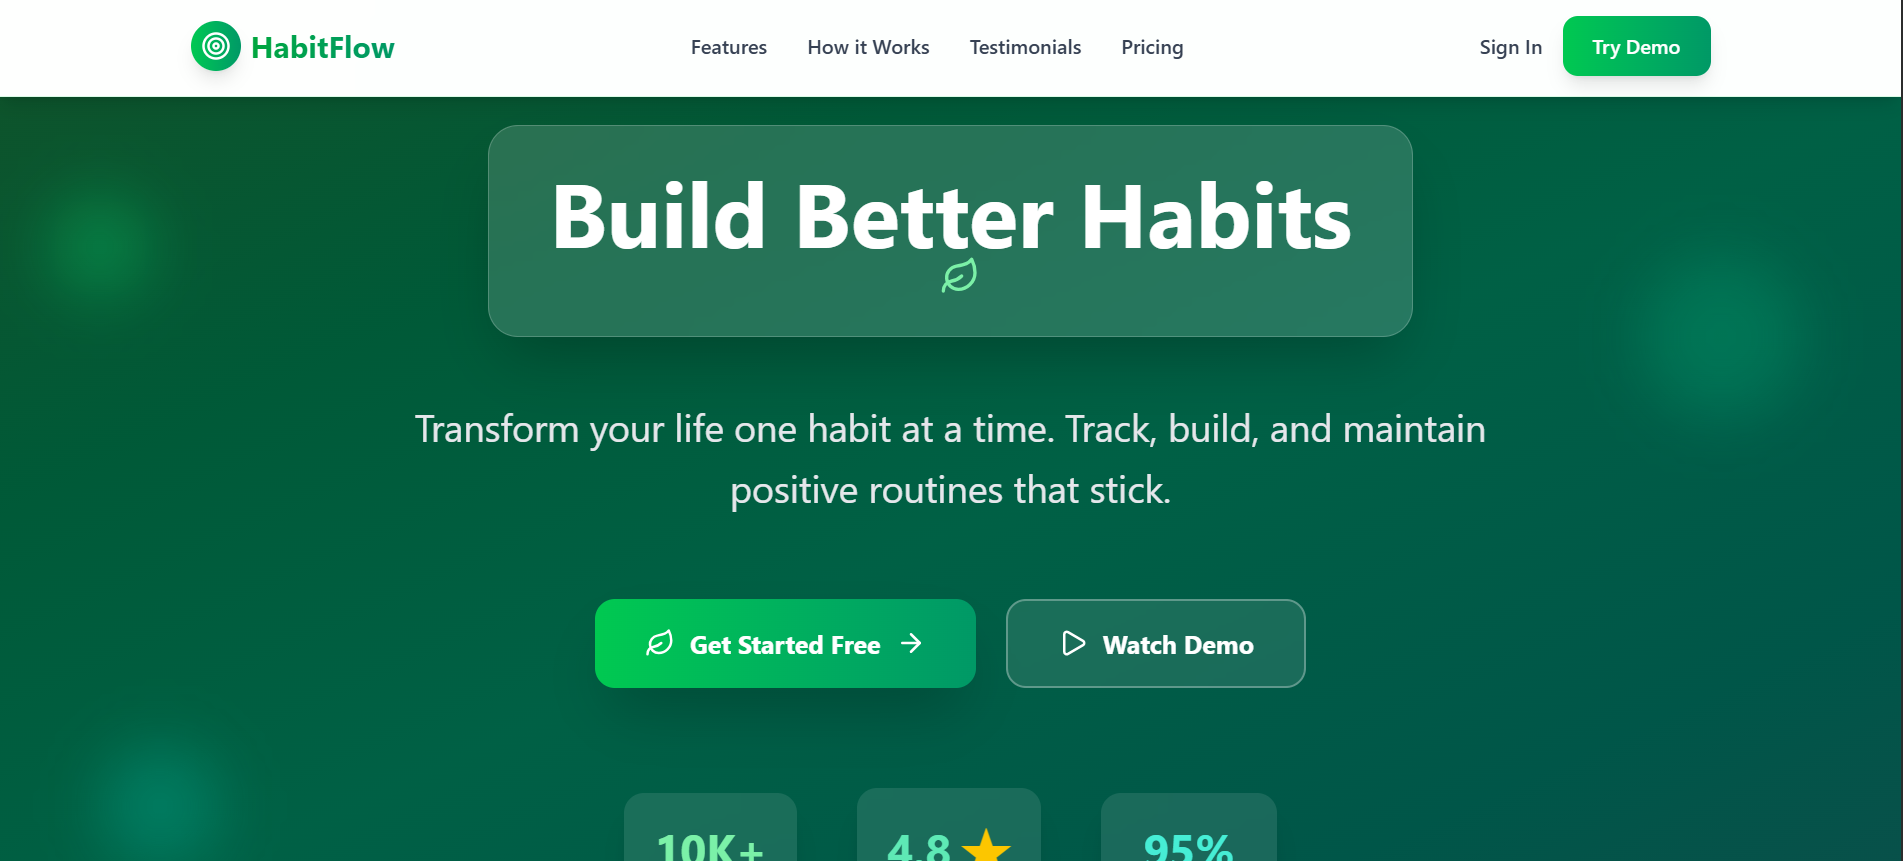 HabitFlow
Features
How it Works
Testimonials
Pricing
Sign In
Try Demo
Build Better Habits
Transform your life one habit at a time. Track, build, and maintain
positive routines that stick.
Get Started Free
Watch Demo
10K+
4.8
95%